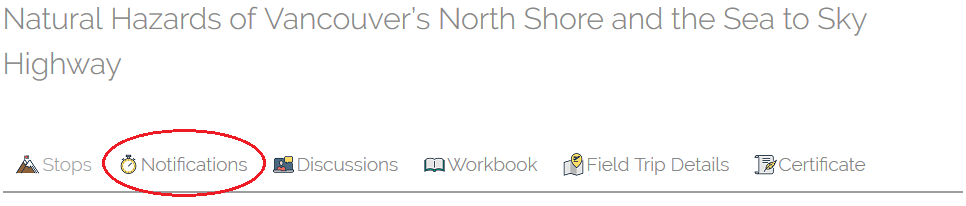 Natural Hazards of Vancouver’s North Shore and the Sea to Sky
Highway
Stops Notifications Discussions Workbook Field Trip Details Certificate